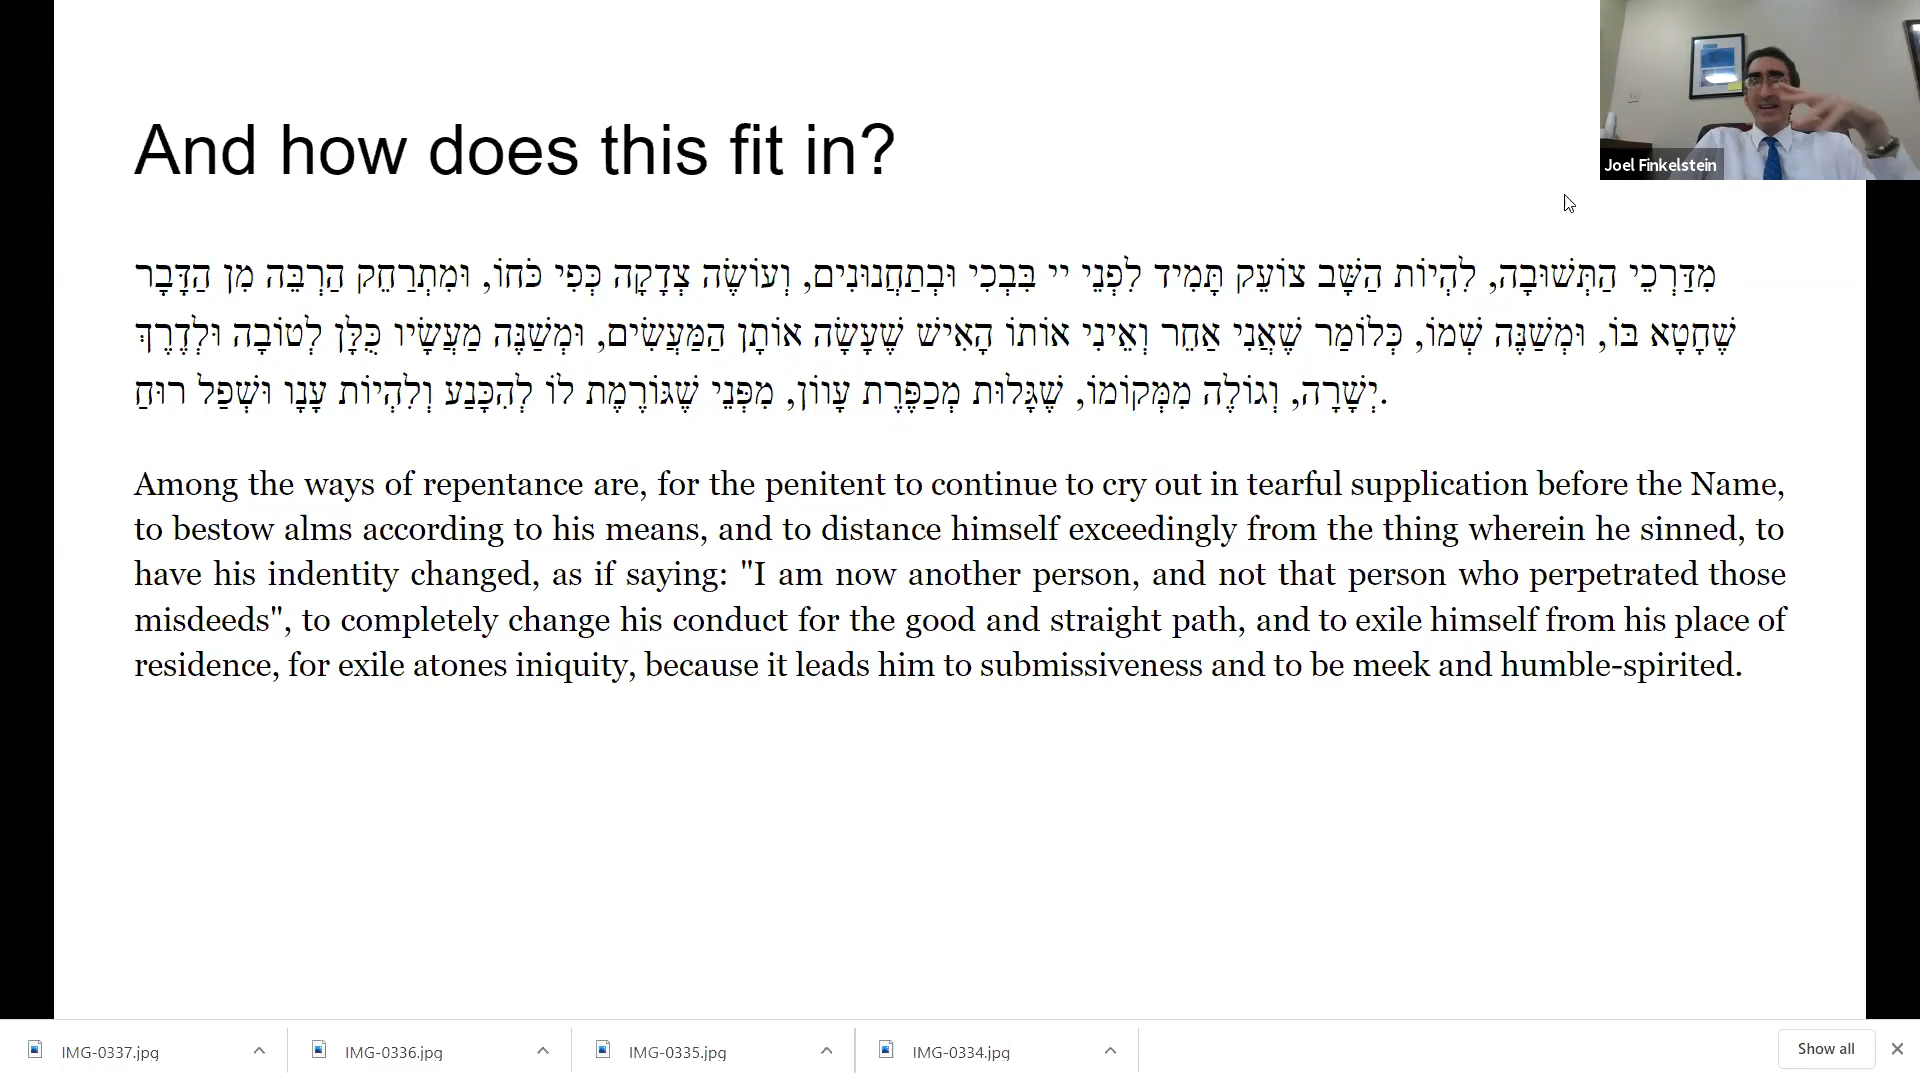 And how does this fit in?
Joel Finkelstein
מִדַּרְכֵי הַתְּשׁוּבָה, לִהְיוֹת הַשָּׁב צוֹעֵק תָּמִיד לִפְנֵי יי בִּבְכִי וּבְתַחֲנוּנִים, וְעוֹשֶׂה צְדָקָה כְּפִי כֹּחוֹ, וּמִתְרַחֵק הַרְבֵּה מִן הַדָּבָר
שֶׁחָטָא בּוֹ, וּמְשַׁנֶּה שְׁמוֹ, כְּלוֹמַר שֶׁאֲנִי אַחֵר וְאֵינִי אוֹתוֹ הָאִישׁ שֶׁעָשָׂה אוֹתָן הַמַּעֲשִׂים, וּמְשַׁנֶּה מַעֲשָׂיו כֻּלָּן לְטוֹבָה וּלְדֶרֶךְ
יְשָׁרָה, וְגוֹלֶה מִמְּקוֹמוֹ, שֶׁגָּלוּת מְכַפֶּרֶת עָווֹן, מִפְּנֵי שֶׁגּוֹרֶמֶת לוֹ לְהִכָּנַע וְלִהְיוֹת עָנָו וּשְׁפַל רוּחַ.
Among the ways of repentance are, for the penitent to continue to cry out in tearful supplication before the Name,
to bestow alms according to his means, and to distance himself exceedingly from the thing wherein he sinned, to
have his indentity changed, as if saying: "I am now another person, and not that person who perpetrated those
misdeeds", to completely change his conduct for the good and straight path, and to exile himself from his place of
residence, for exile atones iniquity, because it leads him to submissiveness and to be meek and humble-spirited.
IMG-0337.jpg IMG-0336.jpg IMG-0335.jpg IMG-0334.jpg Show all